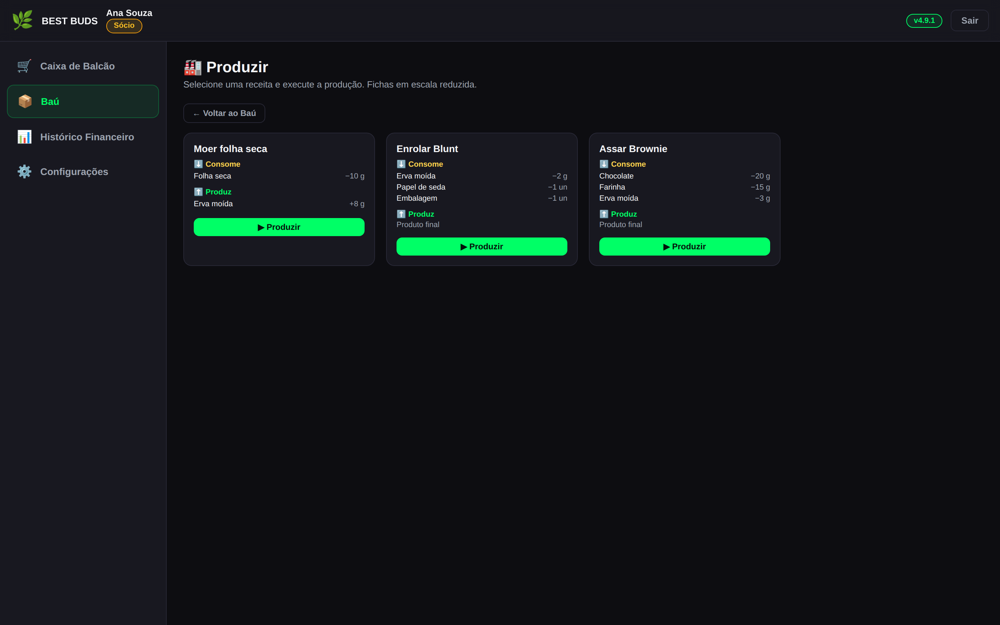 BEST BUDS
Ana Souza
Sócio
v4.9.1
Sair
Caixa de Balcão
Baú
Histórico Financeiro
Configurações
Produzir
Selecione uma receita e execute a produção. Fichas em escala reduzida.
← Voltar ao Baú
Moer folha seca
⬇️ Consome
Folha seca −10 g
⬆️ Produz
Erva moída +8 g
▶ Produzir
Enrolar Blunt
⬇️ Consome
Erva moída −2 g
Papel de seda −1 un
Embalagem −1 un
⬆️ Produz
Produto final
▶ Produzir
Assar Brownie
⬇️ Consome
Chocolate −20 g
Farinha −15 g
Erva moída −3 g
⬆️ Produz
Produto final
▶ Produzir